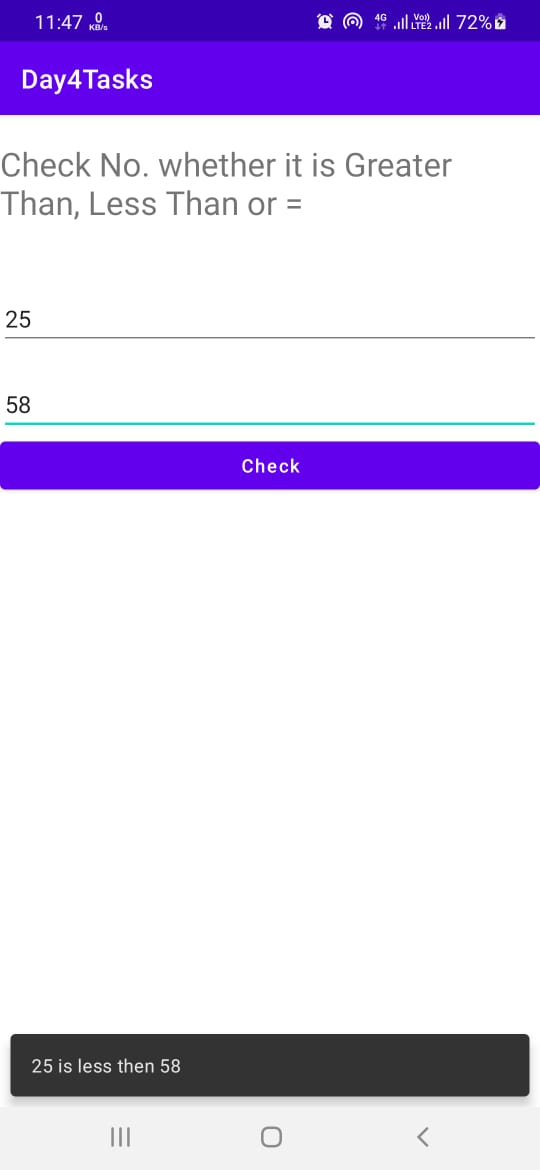 11:47 0 KB/s 4G Vo)) LTE2 72%
Day4Tasks
Check No. whether it is Greater
Than, Less Than or =
25
58
Check
25 is less then 58